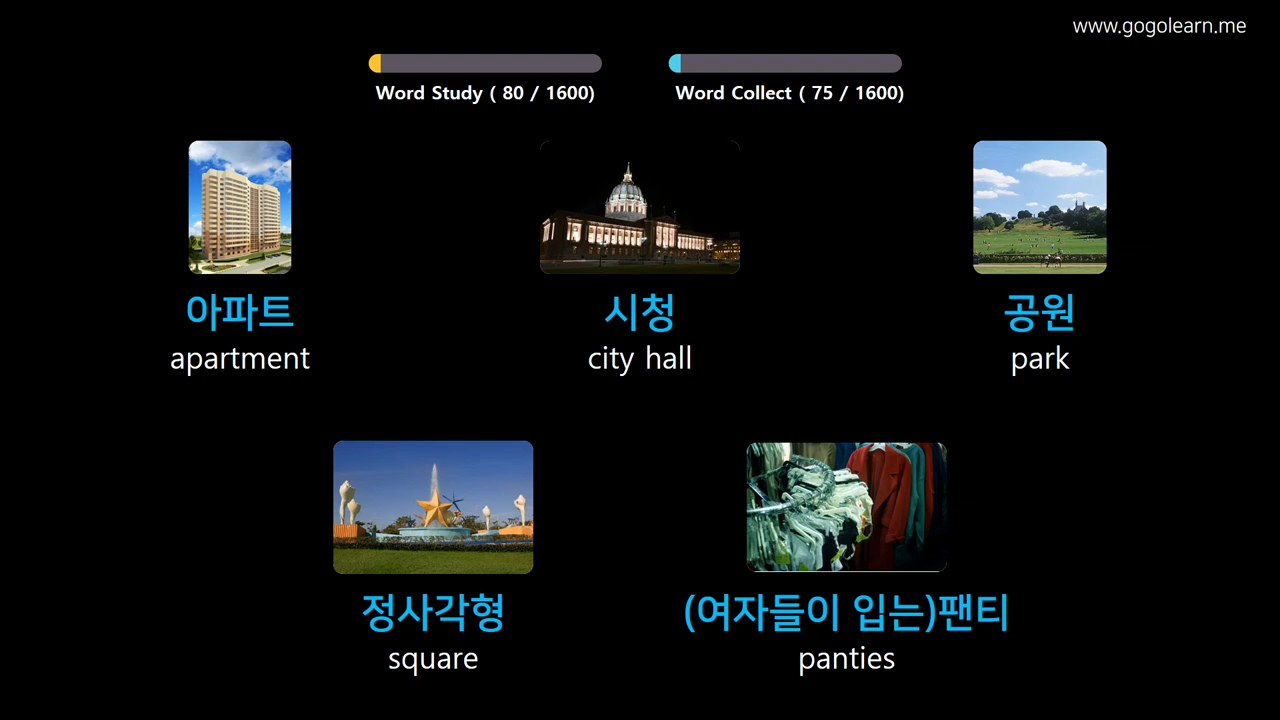 www.gogolearn.me
Word Study ( 80 / 1600)
Word Collect ( 75 / 1600)
아파트
apartment
시청
city hall
공원
park
정사각형
square
(여자들이 입는)팬티
panties